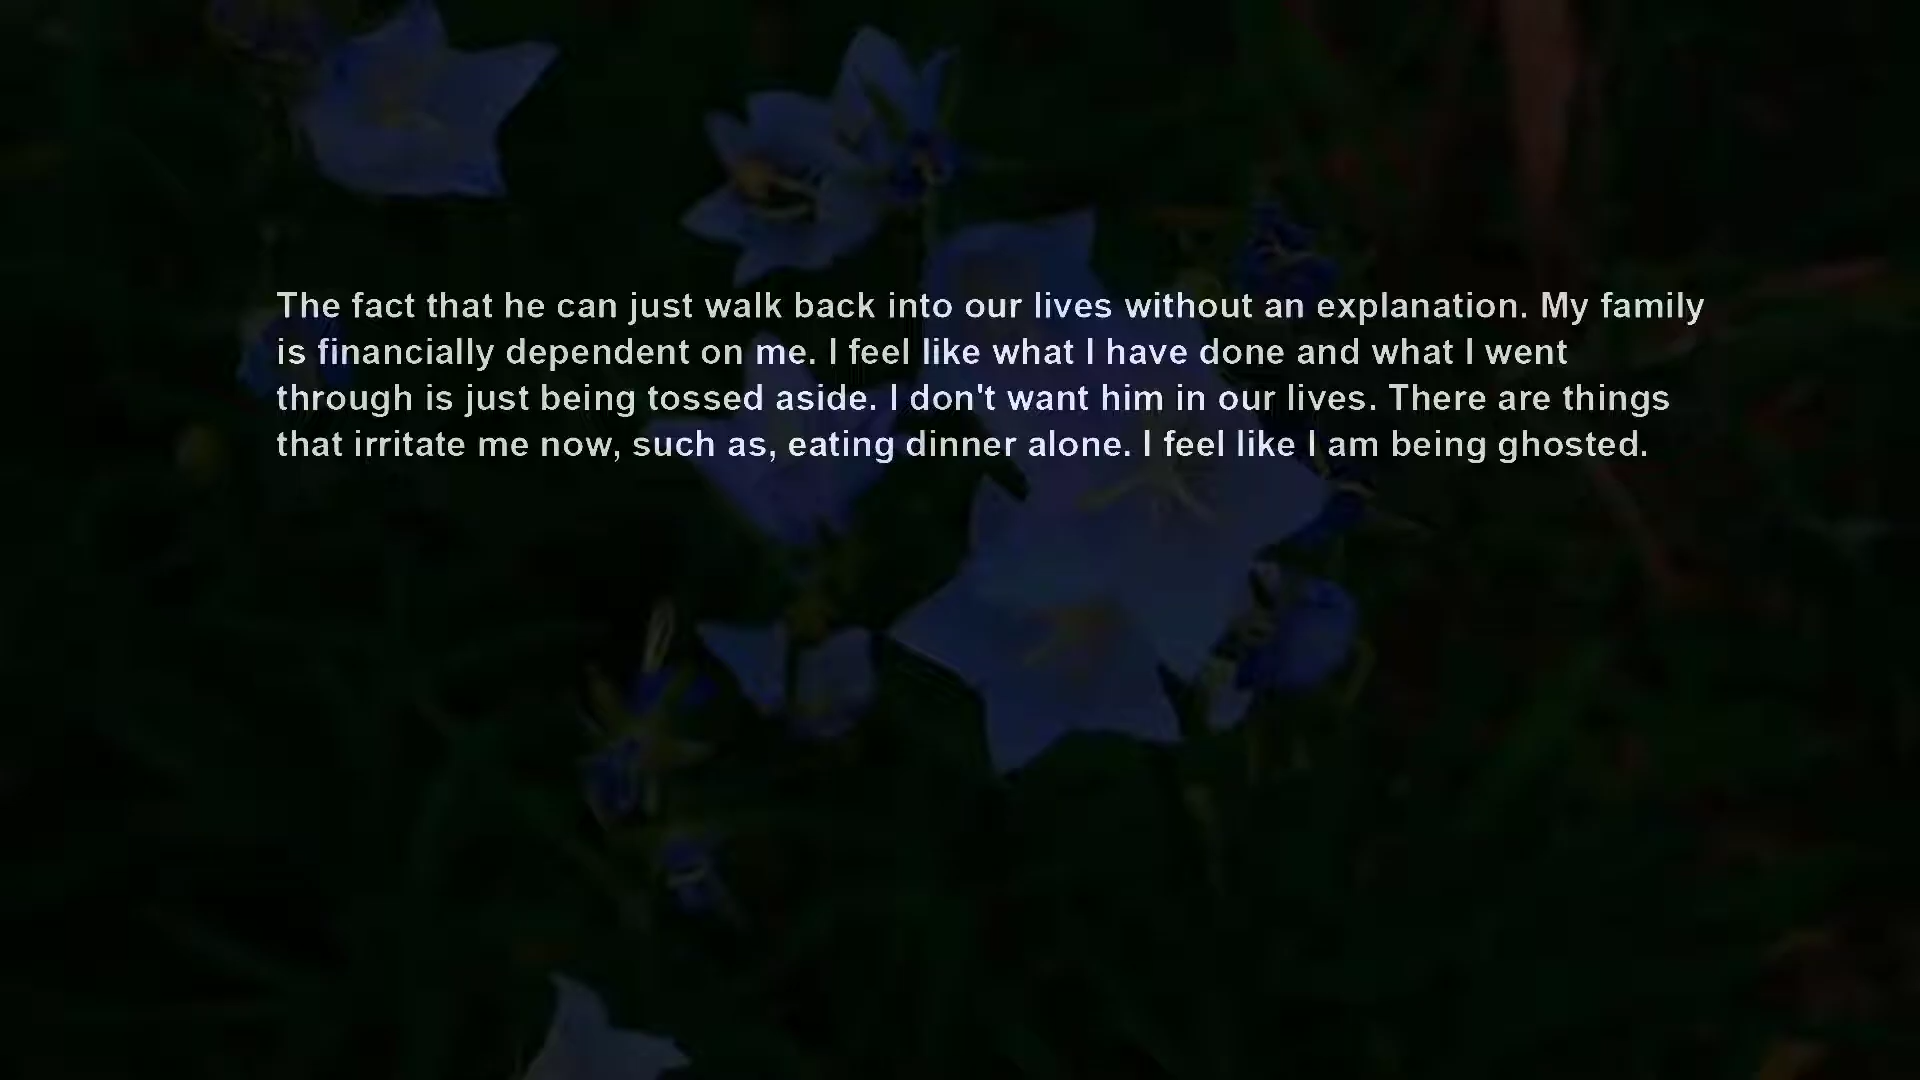 The fact that he can just walk back into our lives without an explanation. My family
is financially dependent on me. I feel like what I have done and what I went
through is just being tossed aside. I don't want him in our lives. There are things
that irritate me now, such as, eating dinner alone. I feel like I am being ghosted.